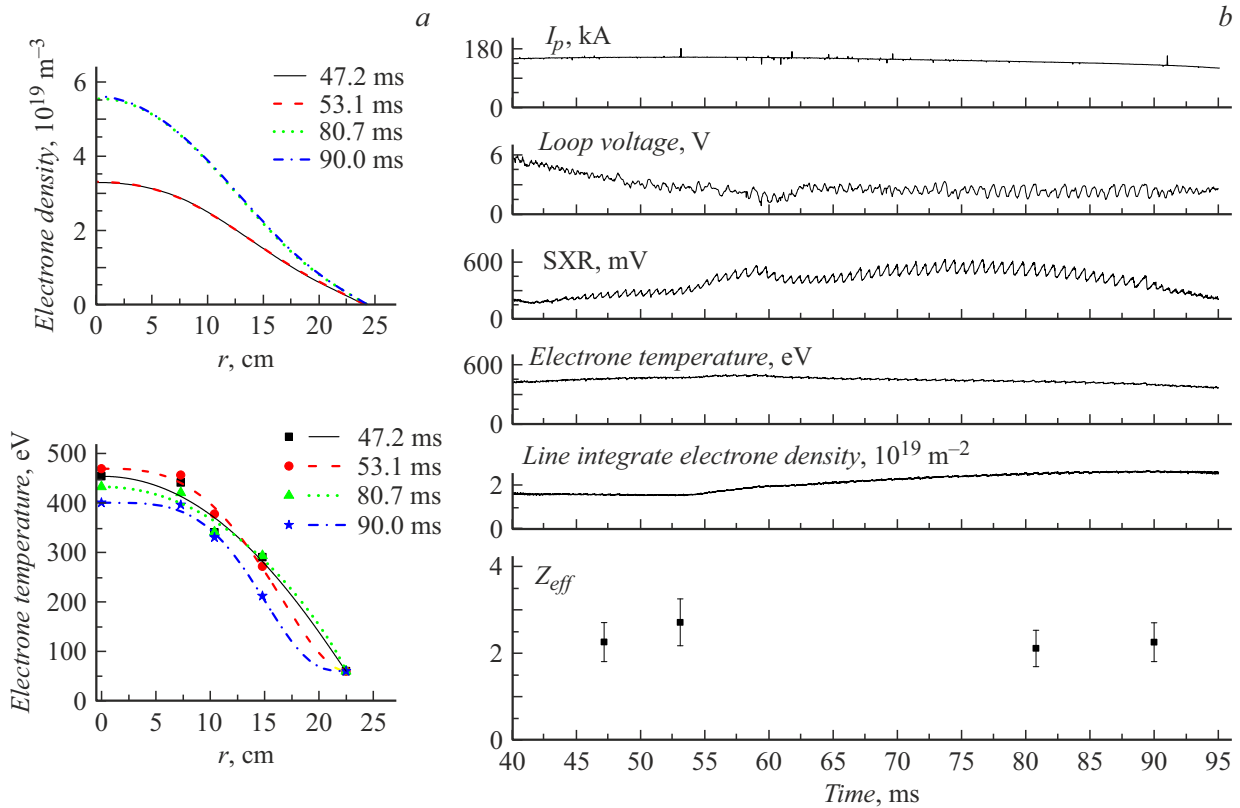 a
Electrone density, 10^19 m^–3
6
4
2
0
0 5 10 15 20 25
r, cm
47.2 ms
53.1 ms
80.7 ms
90.0 ms
Electrone temperature, eV
500
400
300
200
100
0
0 5 10 15 20 25
r, cm
47.2 ms
53.1 ms
80.7 ms
90.0 ms
b
I_p, kA
180
0
Loop voltage, V
6
0
SXR, mV
600
0
Electrone temperature, eV
600
0
Line integrate electrone density, 10^19 m^–2
2
0
Z_eff
4
2
0
40 45 50 55 60 65 70 75 80 85 90 95
Time, ms